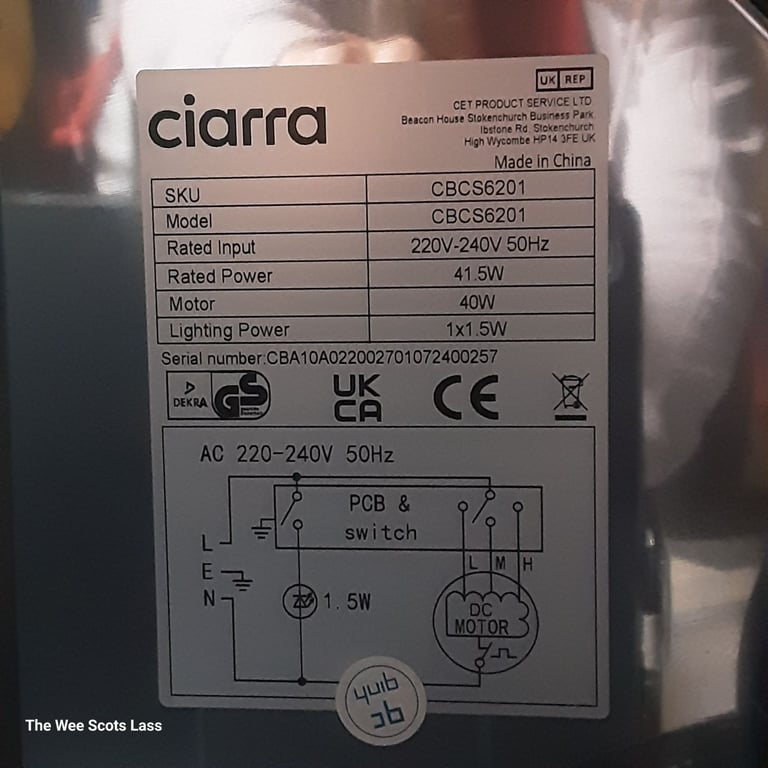 UK REP
ciarra
CET PRODUCT SERVICE LTD
Beacon House Stokenchurch Business Park
Ibstone Rd, Stokenchurch
High Wycombe HP14 3FE UK
Made in China
SKU CBCS6201
Model CBCS6201
Rated Input 220V-240V 50Hz
Rated Power 41.5W
Motor 40W
Lighting Power 1x1.5W
Serial number:CBA10A022002701072400257
DEKRA GS
UK
CA CE
AC 220-240V 50Hz
PCB &
switch
L
L M H
E
N
1.5W
DC
MOTOR
The Wee Scots Lass